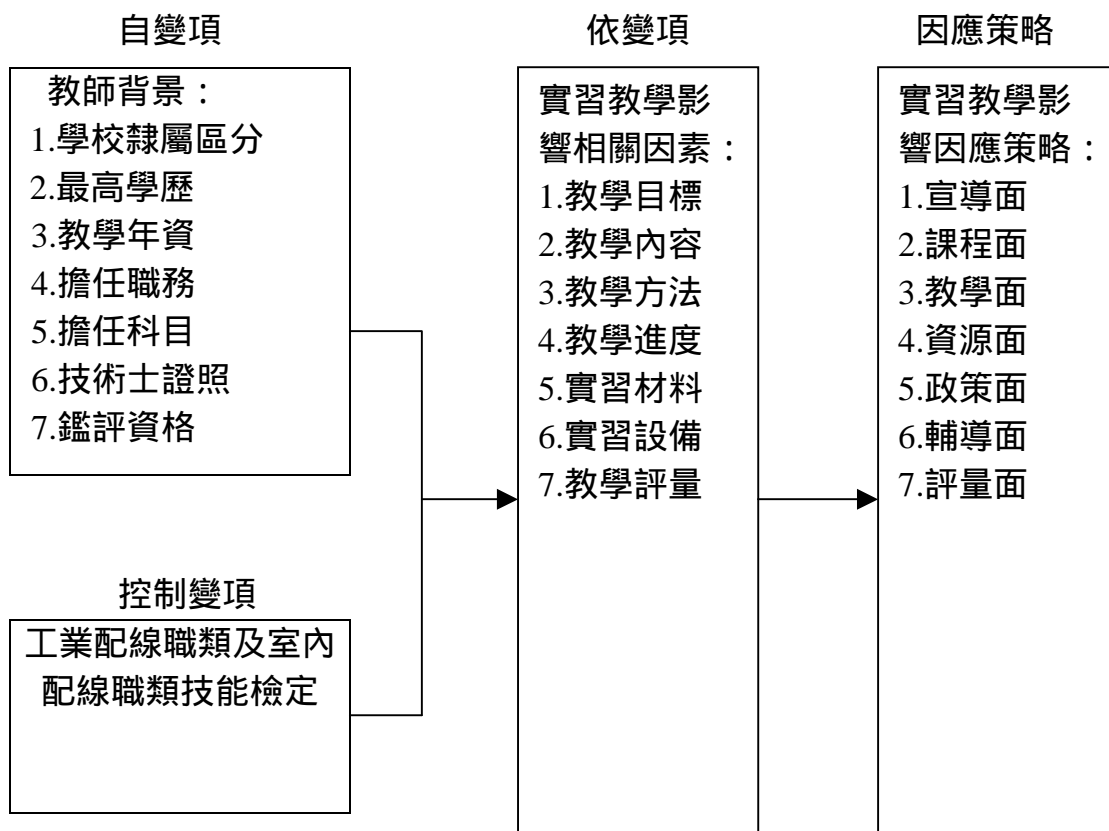 自變項
教師背景：
1.學校隸屬區分
2.最高學歷
3.教學年資
4.擔任職務
5.擔任科目
6.技術士證照
7.鑑評資格
控制變項
工業配線職類及室內
配線職類技能檢定
依變項
實習教學影
響相關因素：
1.教學目標
2.教學內容
3.教學方法
4.教學進度
5.實習材料
6.實習設備
7.教學評量
因應策略
實習教學影
響因應策略：
1.宣導面
2.課程面
3.教學面
4.資源面
5.政策面
6.輔導面
7.評量面